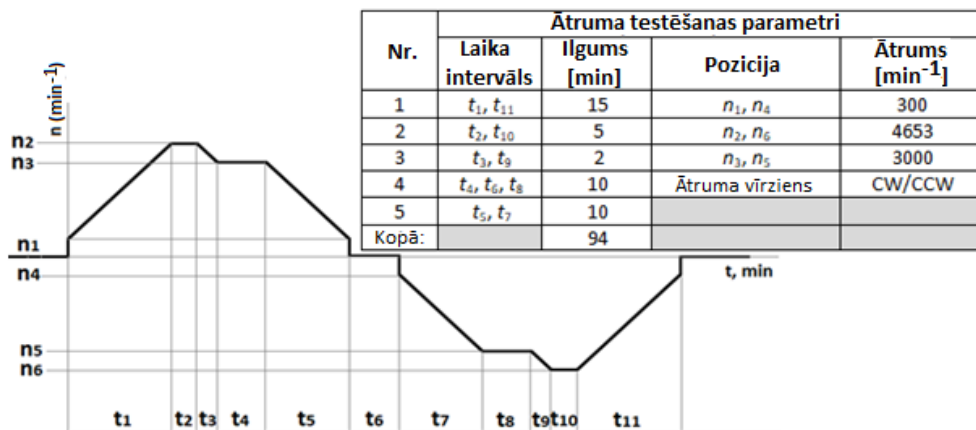 Ātruma testēšanas parametri
Nr. Laika intervāls Ilgums [min] Pozicija Ātrums [min⁻¹]
1 t₁, t₁₁ 15 n₁, n₄ 300
2 t₂, t₁₀ 5 n₂, n₆ 4653
3 t₃, t₉ 2 n₃, n₅ 3000
4 t₄, t₆, t₈ 10 Ātruma vīrziens CW/CCW
5 t₅, t₇ 10
Kopā: 94
n (min⁻¹)
n2
n3
n1
n4
t, min
n5
n6
t1 t2 t3 t4 t5 t6 t7 t8 t9 t10 t11